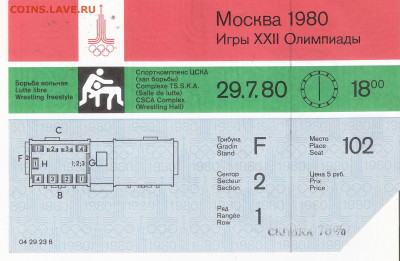 СОINS.ЛАVE.RU
Москва 1980
Игры XXII Олимпиады
Борьба вольная
Lutte libre
Wrestling freestyle
Спорткомплекс ЦСКА
(зал борьбы)
Complexe TS.S.K.A.
(Salle de lutte)
CSCA Complex
(Wrestling Hall)
29.7.80
18 00
C
F
H
G
B
1 2 3
Трибуна
Gradin
Stand
F
Место
Place
Seat
102
Сектор
Secteur
Section
2
Цена 5 руб.
Prix
Price
Ряд
Rangée
Row
1
СКИДКА 70%
04 29 23 6